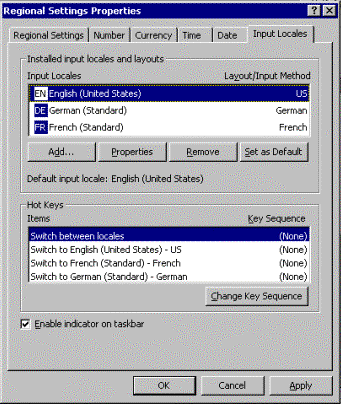 Regional Settings Properties
Regional Settings Number Currency Time Date Input Locales
Installed input locales and layouts
Input Locales Layout/Input Method
EN English (United States) US
DE German (Standard) German
FR French (Standard) French
Add... Properties Remove Set as Default
Default input locale: English (United States)
Hot Keys
Items Key Sequence
Switch between locales (None)
Switch to English (United States) - US (None)
Switch to French (Standard) - French (None)
Switch to German (Standard) - German (None)
Change Key Sequence
Enable indicator on taskbar
OK Cancel Apply